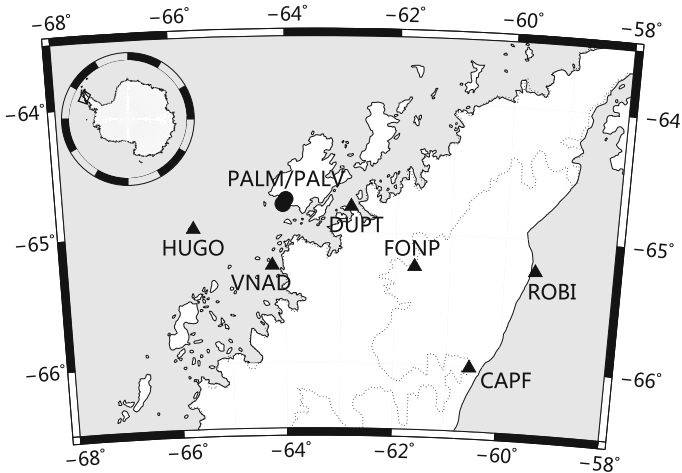 −68° −66° −64° −62° −60° −58°
−64° −64
PALM/PALV
DUPT
−65° HUGO FONP −65°
VNAD ROBI
−66° CAPF −66°
−68° −66° −64° −62° −60° −58°